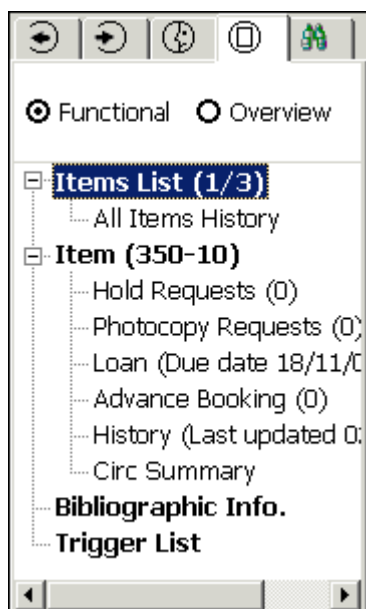 Functional Overview
Items List (1/3)
All Items History
Item (350-10)
Hold Requests (0)
Photocopy Requests (0)
Loan (Due date 18/11/0
Advance Booking (0)
History (Last updated 02
Circ Summary
Bibliographic Info.
Trigger List